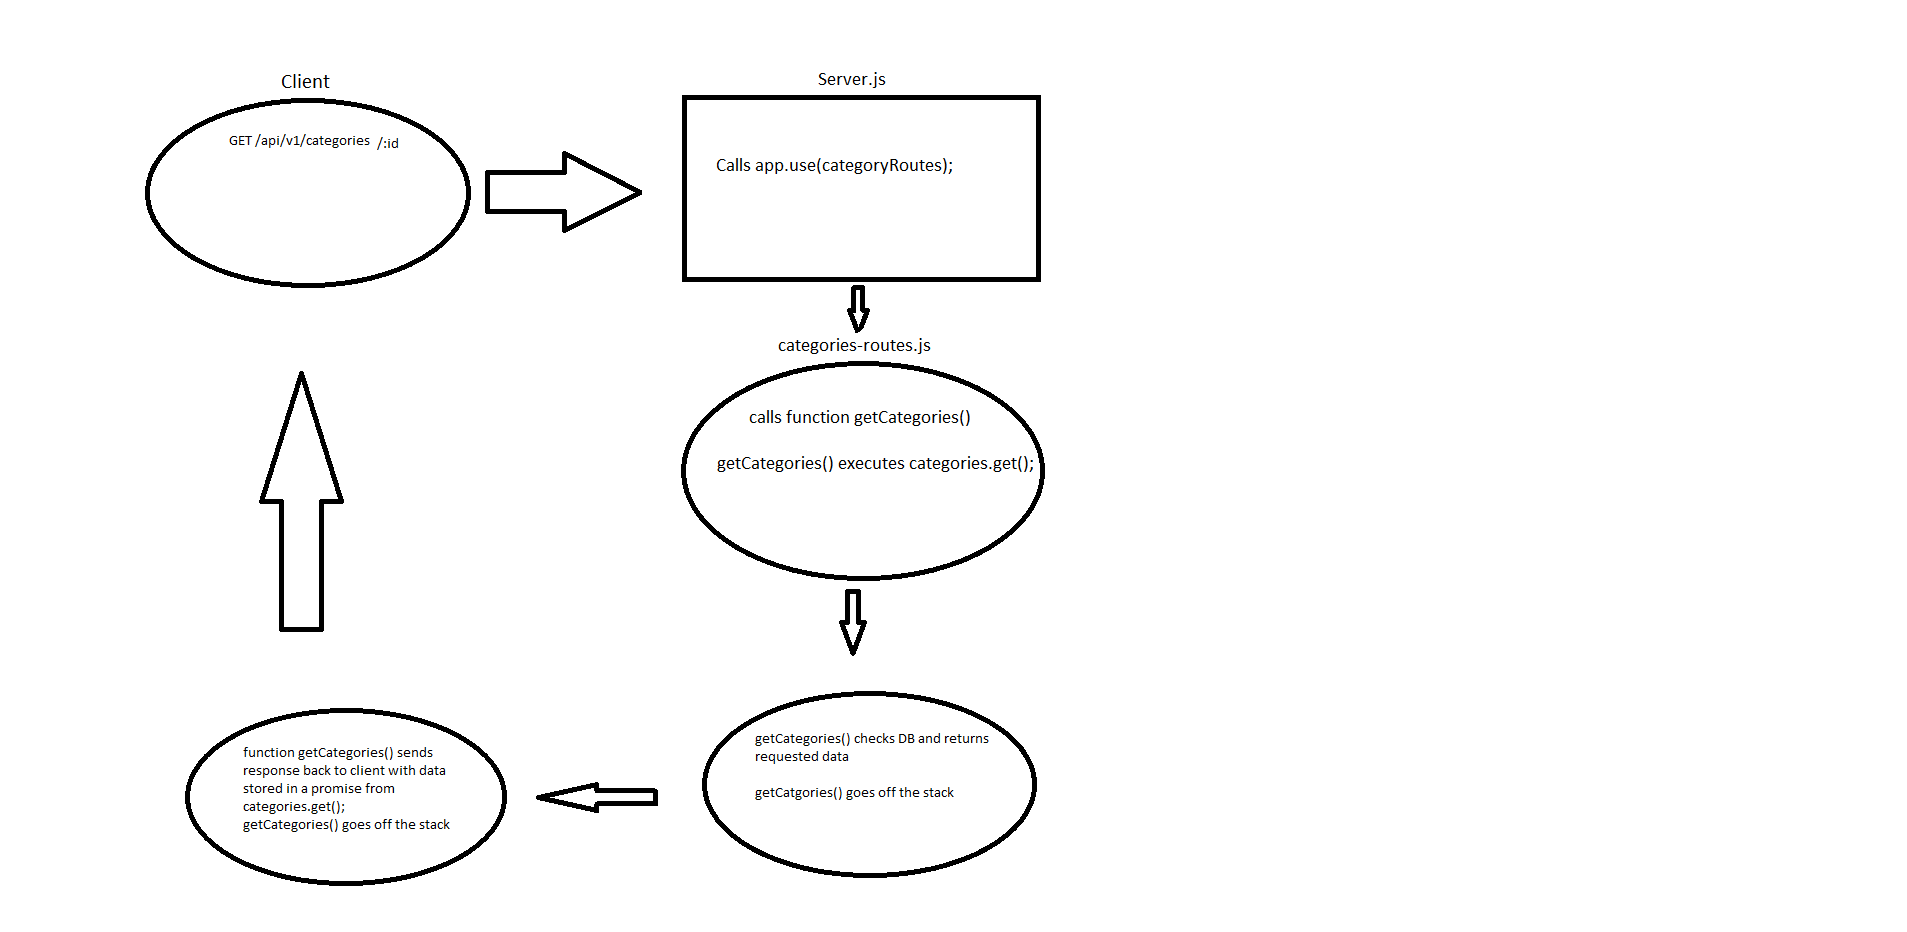 Client
GET /api/v1/categories /:id
Server.js
Calls app.use(categoryRoutes);
categories-routes.js
calls function getCategories()
getCategories() executes categories.get();
getCategories() checks DB and returns
requested data
getCatgories() goes off the stack
function getCategories() sends
response back to client with data
stored in a promise from
categories.get();
getCategories() goes off the stack